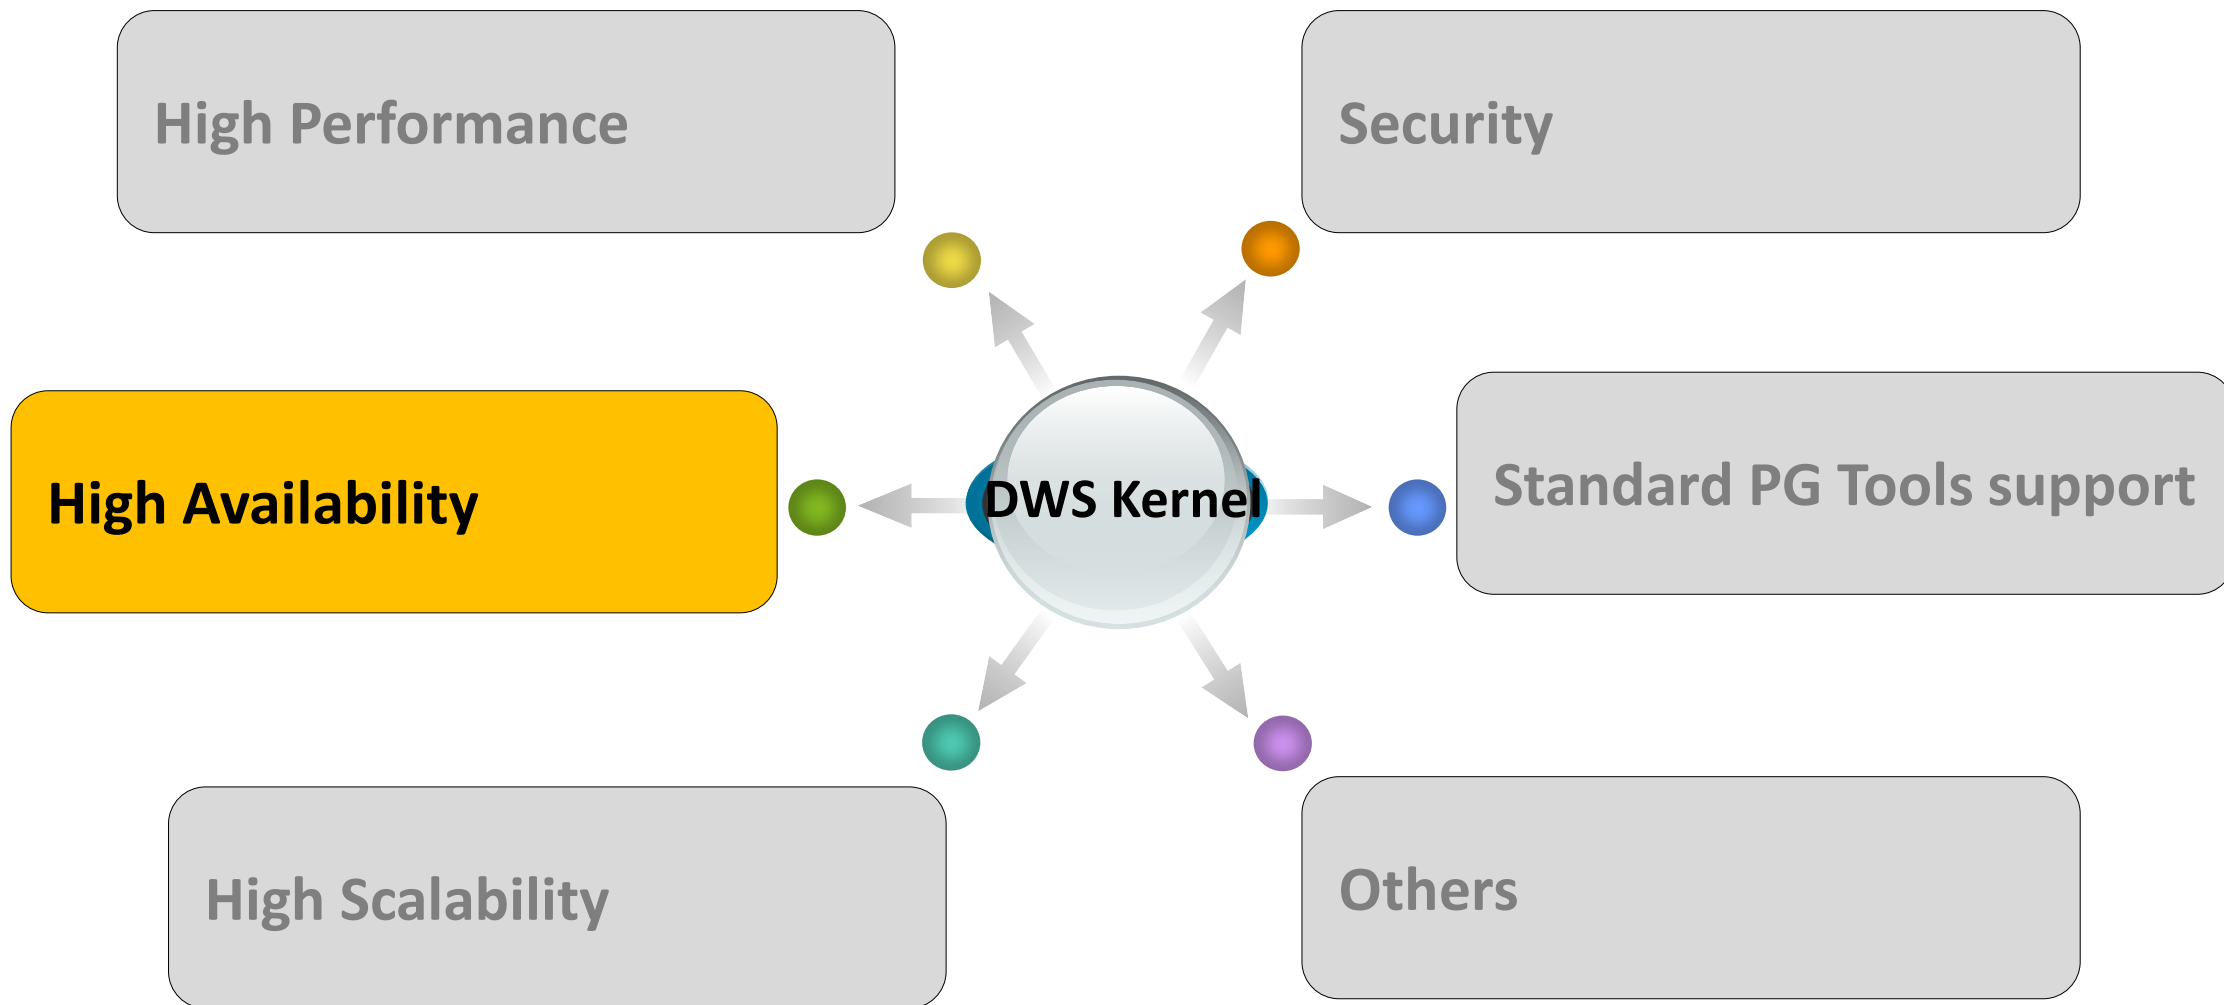 High Performance
Security
High Availability
DWS Kernel
Standard PG Tools support
High Scalability
Others